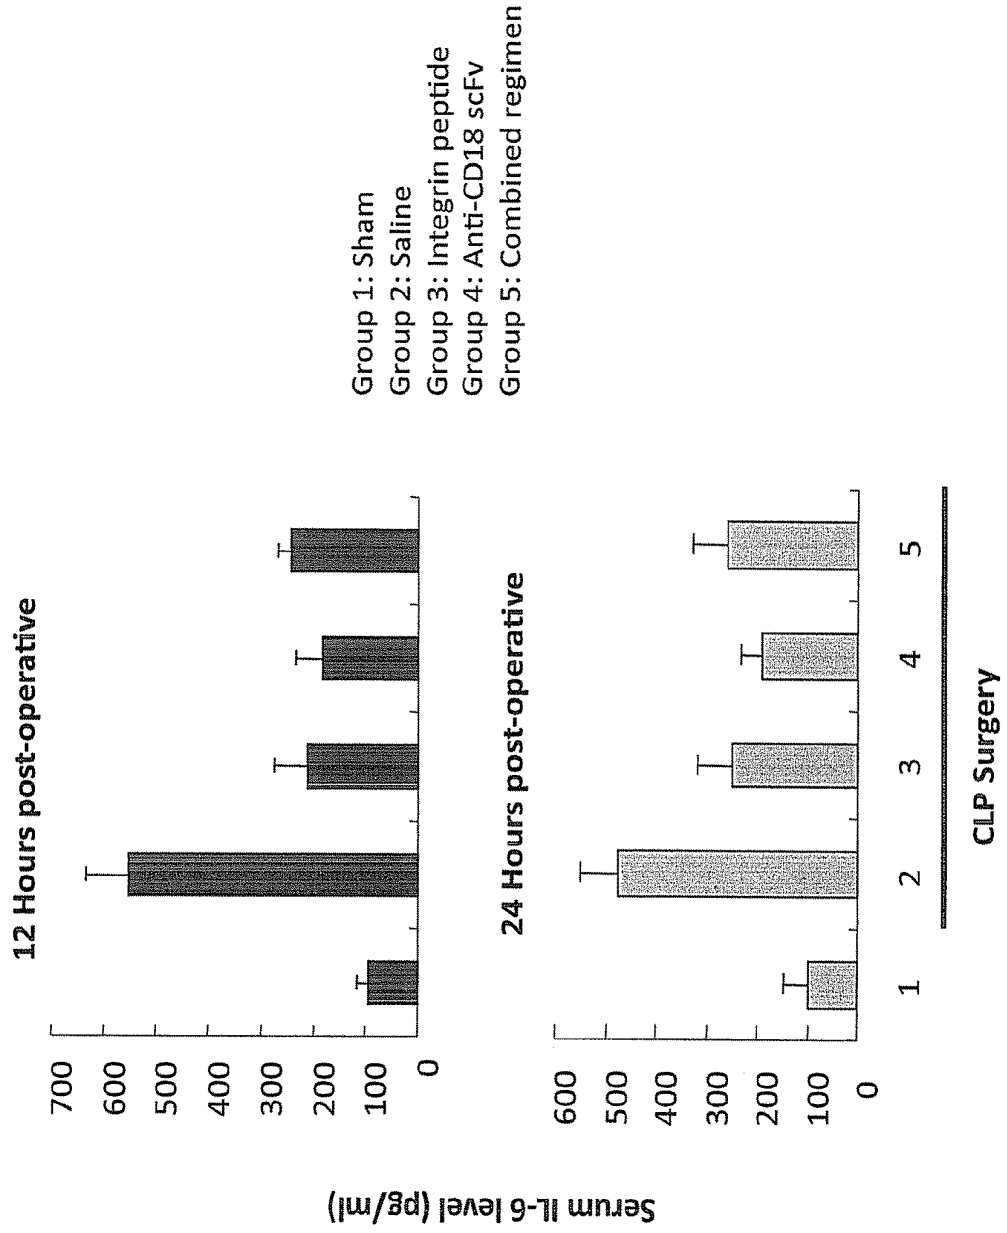 12 Hours post-operative
700
600
500
400
300
200
100
0
24 Hours post-operative
600
500
400
300
200
100
0
1 2 3 4 5
CLP Surgery
Serum IL-6 level (pg/ml)
Group 1: Sham
Group 2: Saline
Group 3: Integrin peptide
Group 4: Anti-CD18 scFv
Group 5: Combined regimen